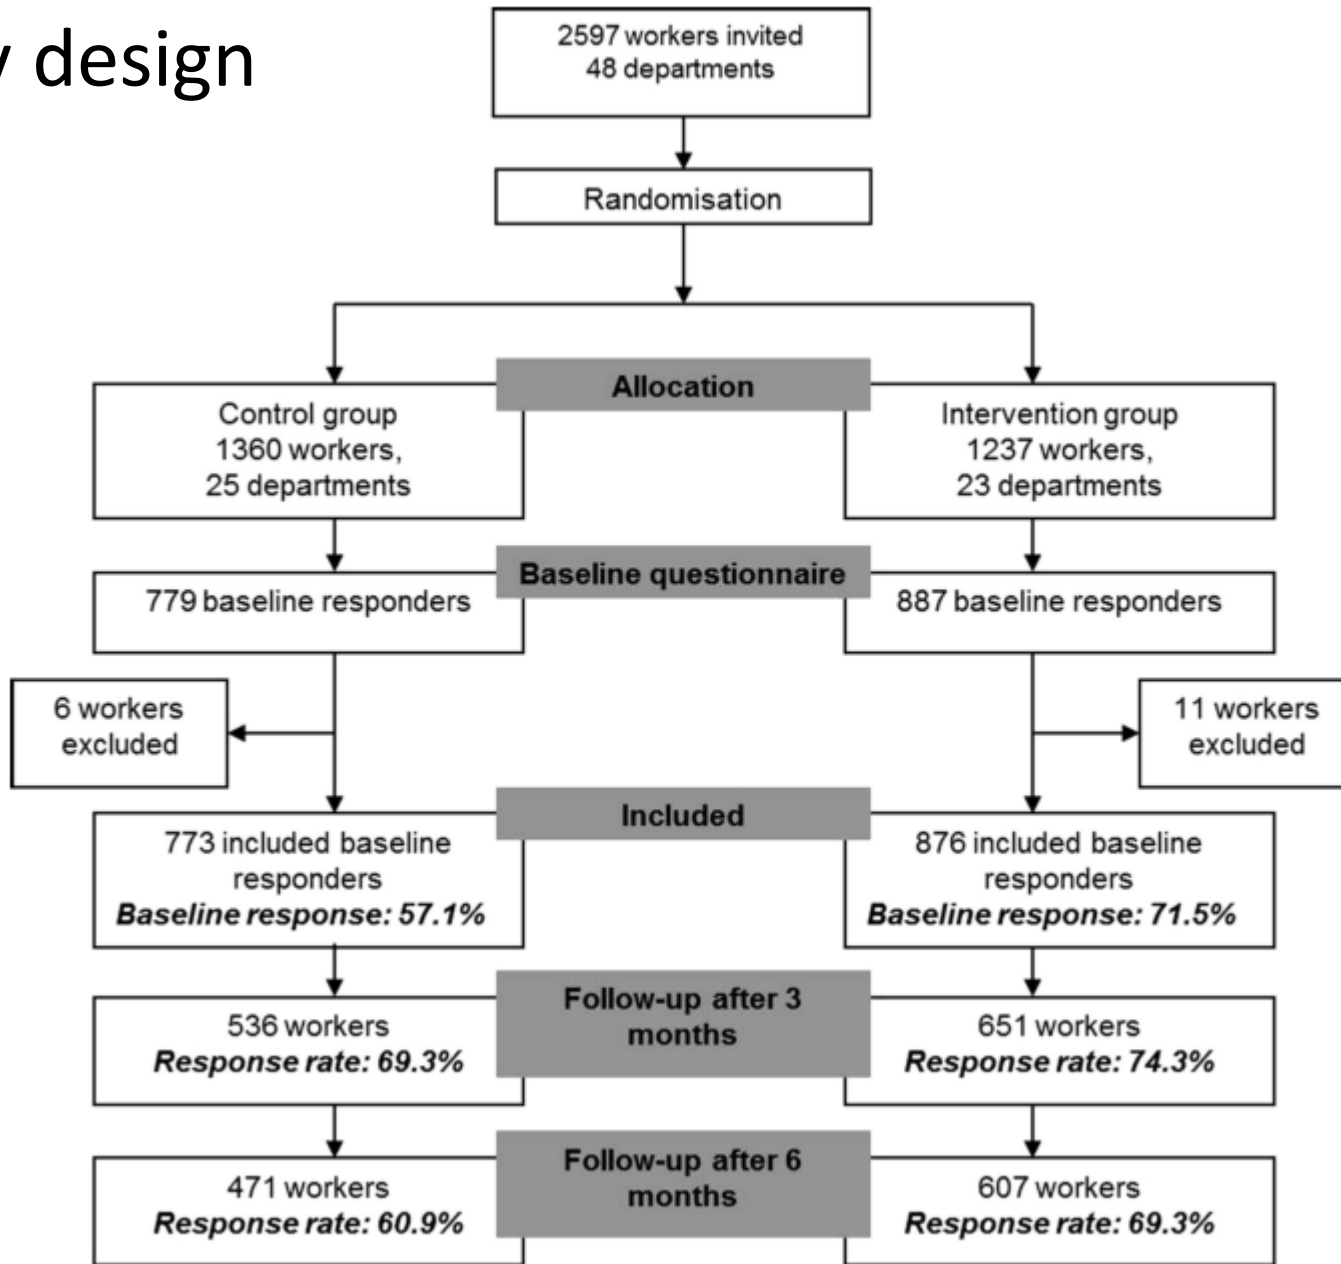 y design
2597 workers invited
48 departments
Randomisation
Allocation
Control group
1360 workers,
25 departments
Intervention group
1237 workers,
23 departments
Baseline questionnaire
779 baseline responders
887 baseline responders
6 workers
excluded
11 workers
excluded
Included
773 included baseline
responders
Baseline response: 57.1%
876 included baseline
responders
Baseline response: 71.5%
Follow-up after 3
months
536 workers
Response rate: 69.3%
651 workers
Response rate: 74.3%
Follow-up after 6
months
471 workers
Response rate: 60.9%
607 workers
Response rate: 69.3%